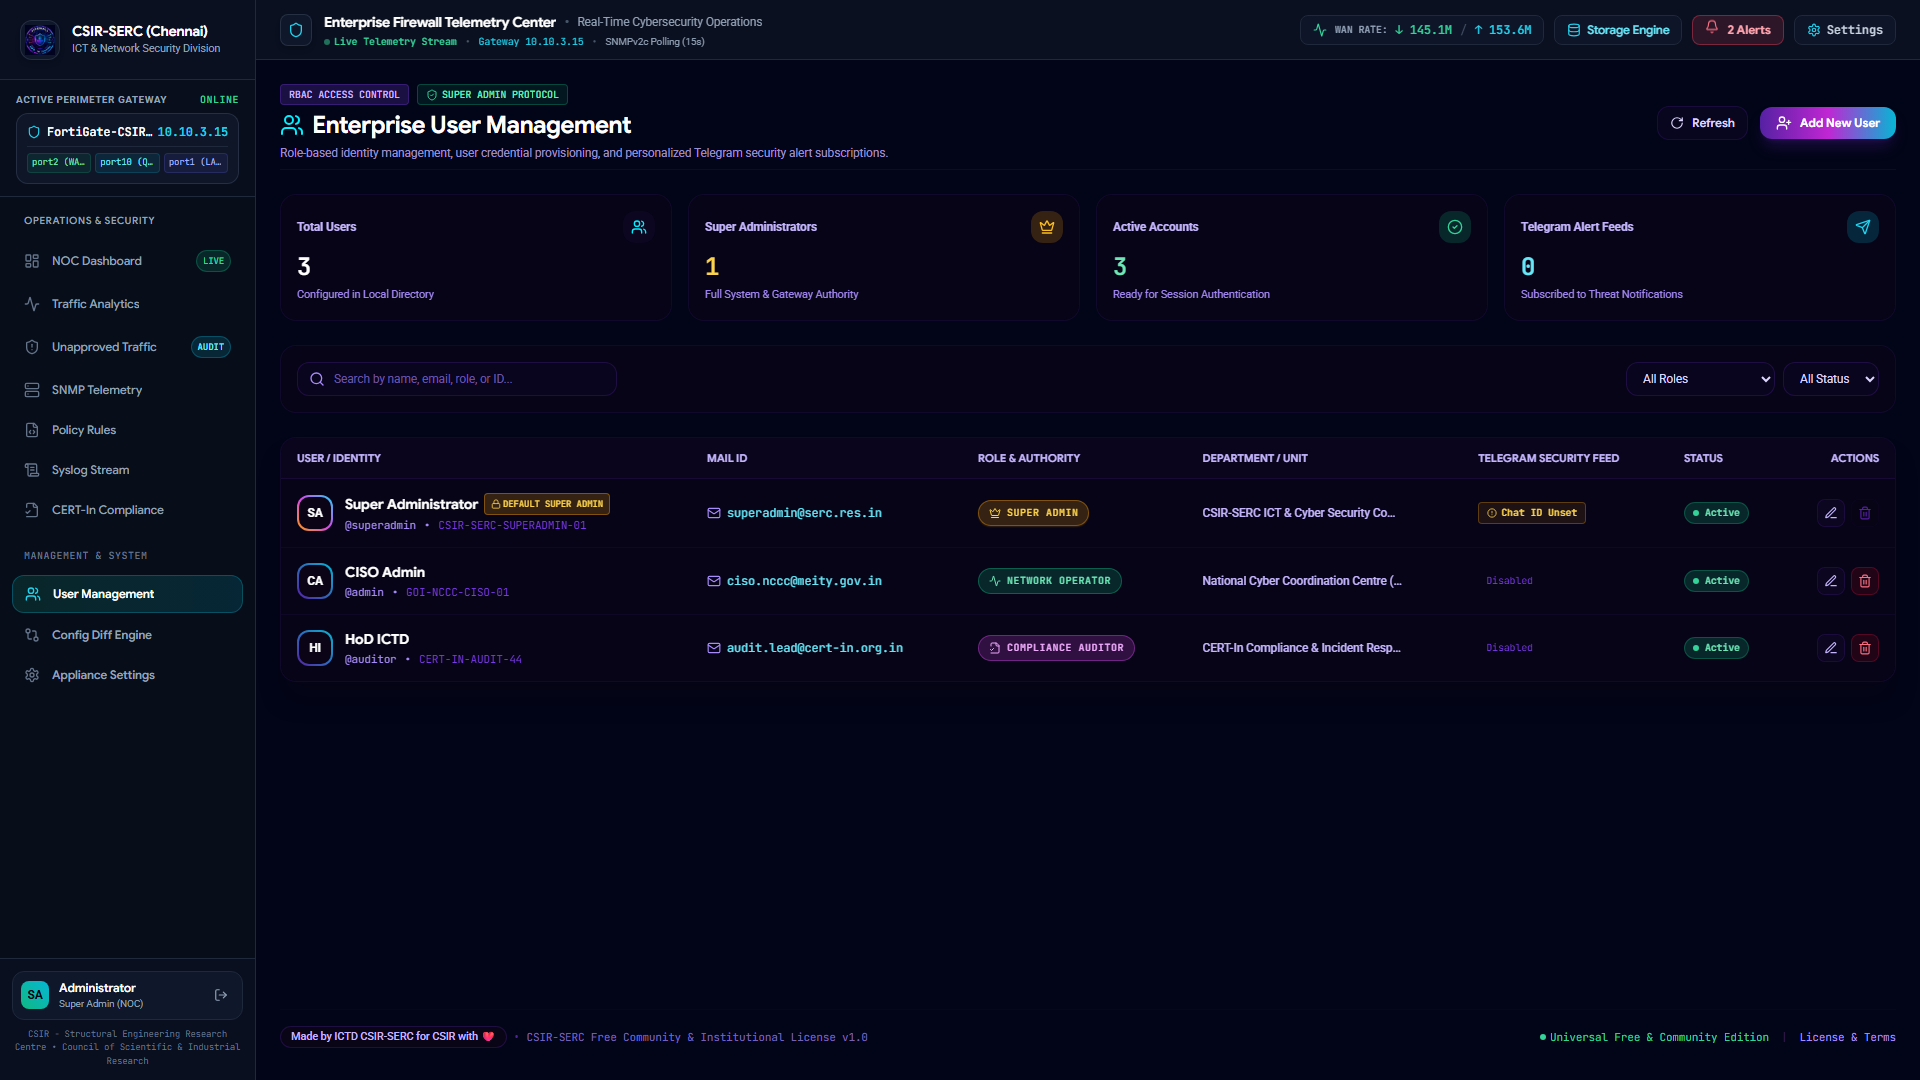 CSIR-SERC (Chennai)
ICT & Network Security Division
ACTIVE PERIMETER GATEWAY ONLINE
FortiGate-CSIR… 10.10.3.15
port2 (WA… port10 (Q… port1 (LA…
OPERATIONS & SECURITY
NOC Dashboard LIVE
Traffic Analytics
Unapproved Traffic AUDIT
SNMP Telemetry
Policy Rules
Syslog Stream
CERT-In Compliance
MANAGEMENT & SYSTEM
User Management
Config Diff Engine
Appliance Settings
SA Administrator
Super Admin (NOC)
CSIR - Structural Engineering Research
Centre • Council of Scientific & Industrial
Research
Enterprise Firewall Telemetry Center • Real-Time Cybersecurity Operations
Live Telemetry Stream • Gateway 10.10.3.15 • SNMPv2c Polling (15s)
WAN RATE: ↓ 145.1M / ↑ 153.6M
Storage Engine
2 Alerts
Settings
RBAC ACCESS CONTROL SUPER ADMIN PROTOCOL
Enterprise User Management
Role-based identity management, user credential provisioning, and personalized Telegram security alert subscriptions.
Refresh
Add New User
Total Users
3
Configured in Local Directory
Super Administrators
1
Full System & Gateway Authority
Active Accounts
3
Ready for Session Authentication
Telegram Alert Feeds
0
Subscribed to Threat Notifications
Search by name, email, role, or ID...
All Roles
All Status
USER / IDENTITY MAIL ID ROLE & AUTHORITY DEPARTMENT / UNIT TELEGRAM SECURITY FEED STATUS ACTIONS
SA Super Administrator DEFAULT SUPER ADMIN
@superadmin • CSIR-SERC-SUPERADMIN-01
superadmin@serc.res.in SUPER ADMIN CSIR-SERC ICT & Cyber Security Co... Chat ID Unset Active
CA CISO Admin
@admin • GOI-NCCC-CISO-01
ciso.nccc@meity.gov.in NETWORK OPERATOR National Cyber Coordination Centre (... Disabled Active
HI HoD ICTD
@auditor • CERT-IN-AUDIT-44
audit.lead@cert-in.org.in COMPLIANCE AUDITOR CERT-In Compliance & Incident Resp... Disabled Active
Made by ICTD CSIR-SERC for CSIR with ❤️ • CSIR-SERC Free Community & Institutional License v1.0
Universal Free & Community Edition | License & Terms